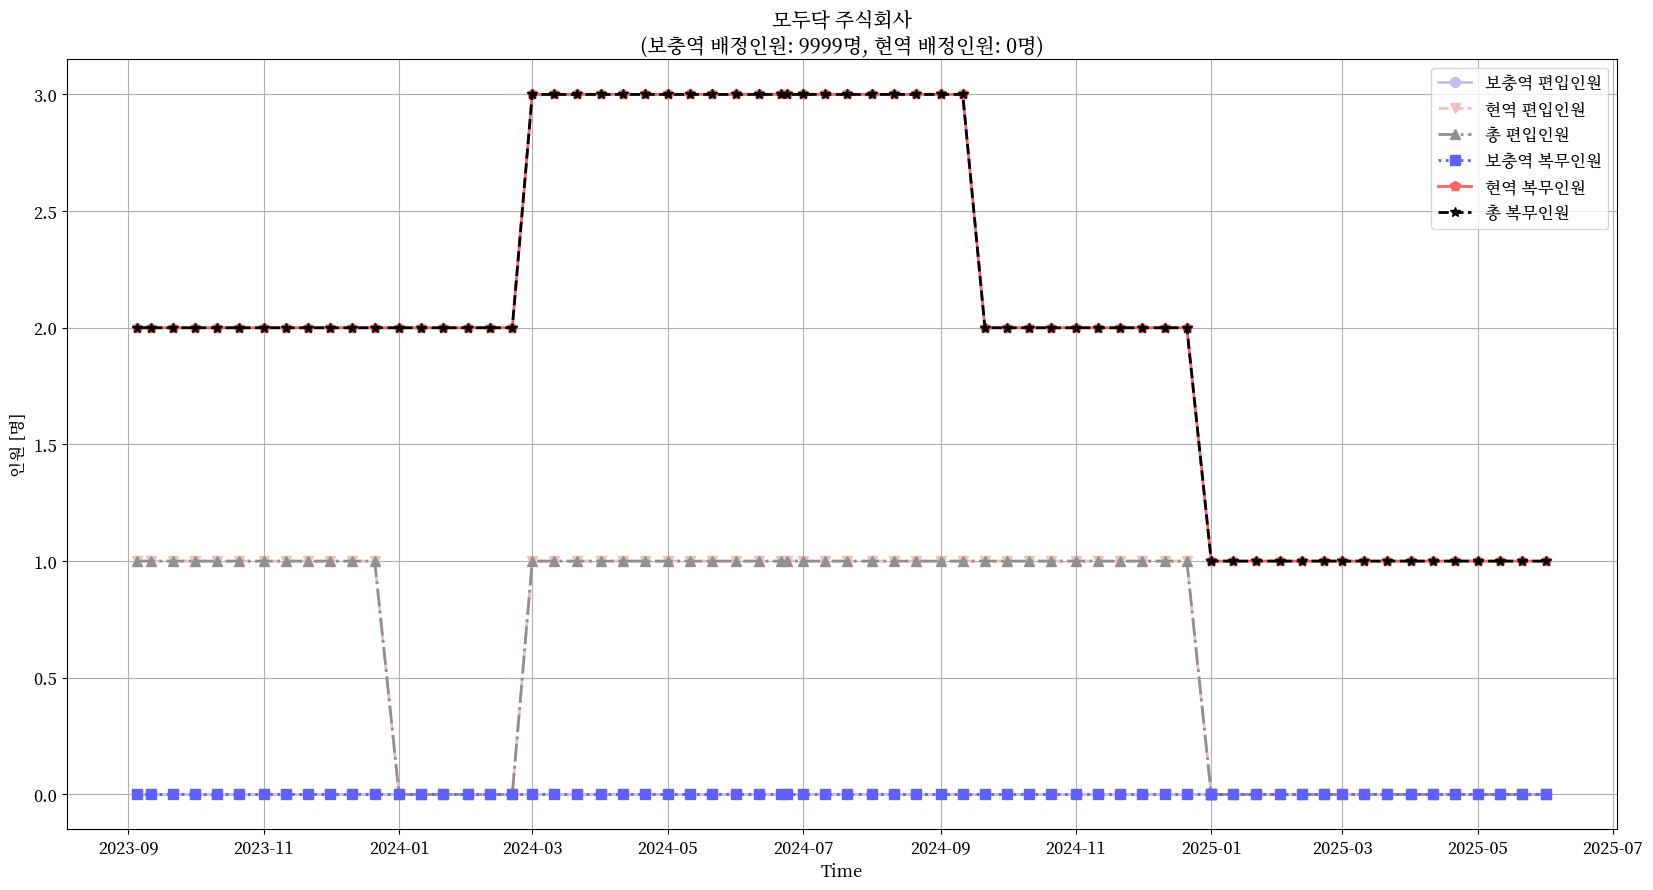 모두닥 주식회사
(보충역 배정인원: 9999명, 현역 배정인원: 0명)
보충역 편입인원
현역 편입인원
총 편입인원
보충역 복무인원
현역 복무인원
총 복무인원
3.0
2.5
2.0
1.5
1.0
0.5
0.0
인원 [명]
2023-09
2023-11
2024-01
2024-03
2024-05
2024-07
2024-09
2024-11
2025-01
2025-03
2025-05
2025-07
Time